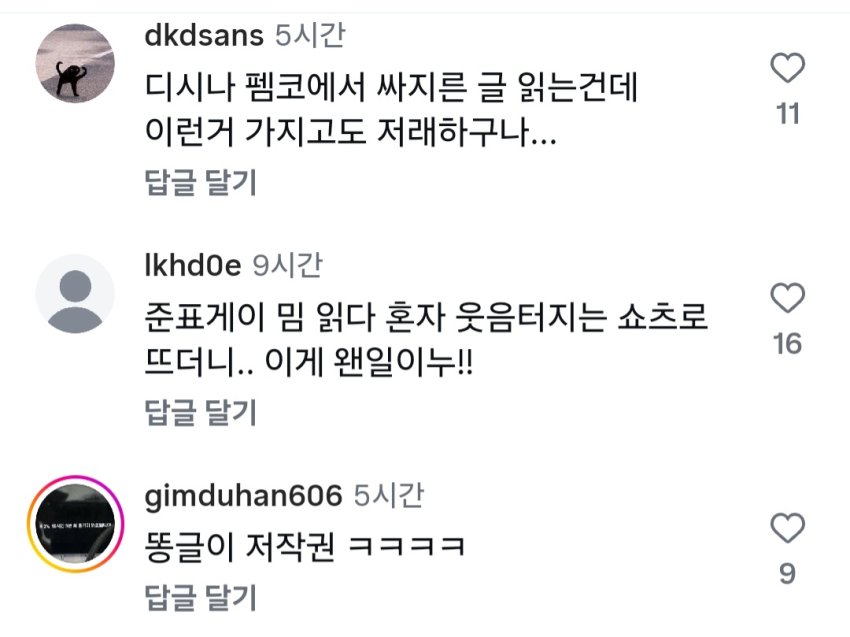 dkdsans 5시간
디시나 펨코에서 싸지른 글 읽는건데
이런거 가지고도 저래하구나...
11
답글 달기
lkhd0e 9시간
준표게이 밈 읽다 혼자 웃음터지는 쇼츠로
뜨더니.. 이게 왠일이누!!
16
답글 달기
gimduhan606 5시간
똥글이 저작권 ㅋㅋㅋㅋ
9
답글 달기